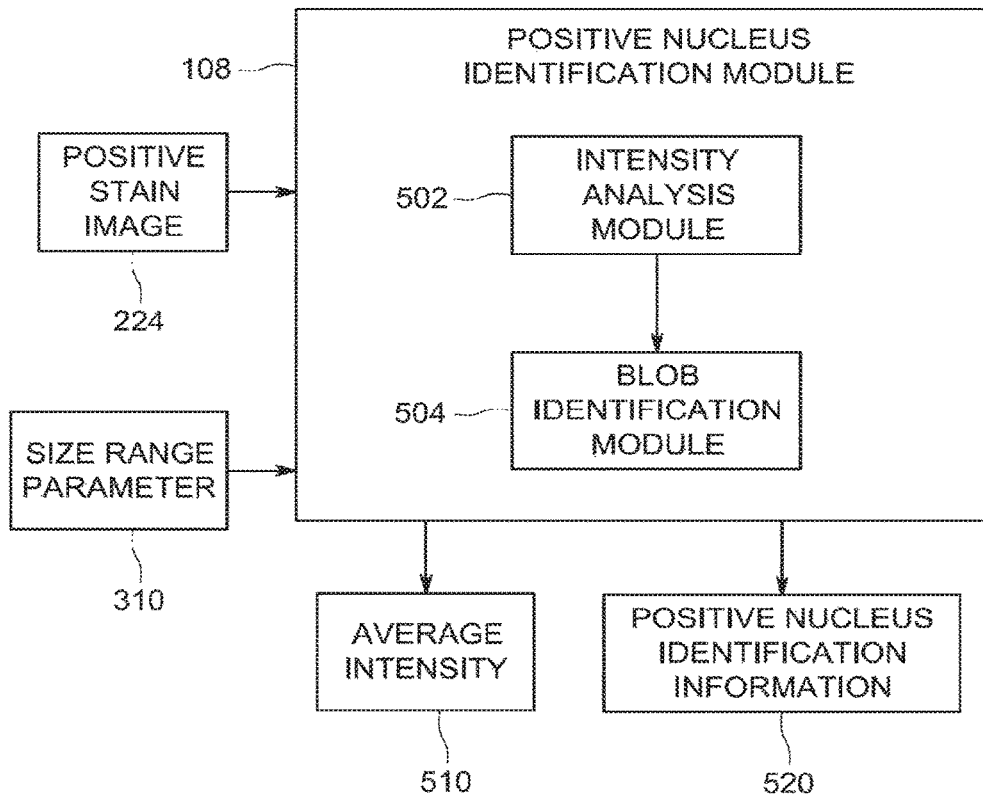 POSITIVE NUCLEUS
IDENTIFICATION MODULE
108
POSITIVE
STAIN
IMAGE
224
INTENSITY
ANALYSIS
MODULE
502
BLOB
IDENTIFICATION
MODULE
504
SIZE RANGE
PARAMETER
310
AVERAGE
INTENSITY
510
POSITIVE NUCLEUS
IDENTIFICATION
INFORMATION
520